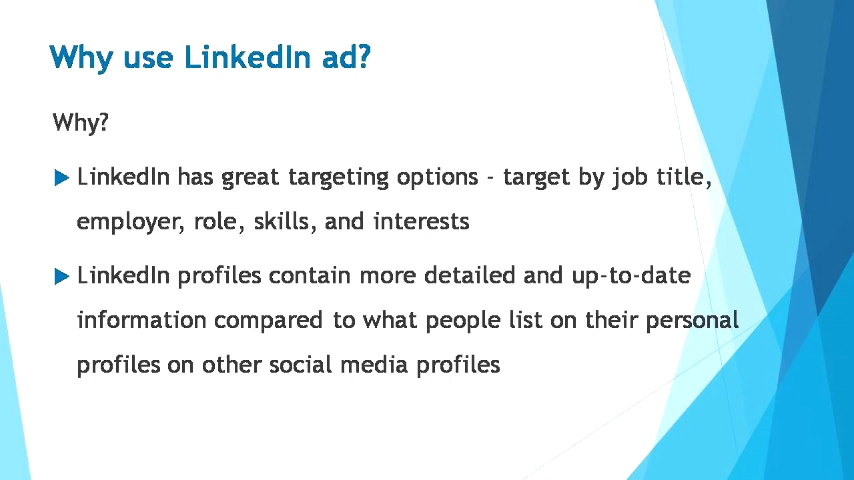 Why use LinkedIn ad?
Why?
LinkedIn has great targeting options - target by job title,
employer, role, skills, and interests
LinkedIn profiles contain more detailed and up-to-date
information compared to what people list on their personal
profiles on other social media profiles